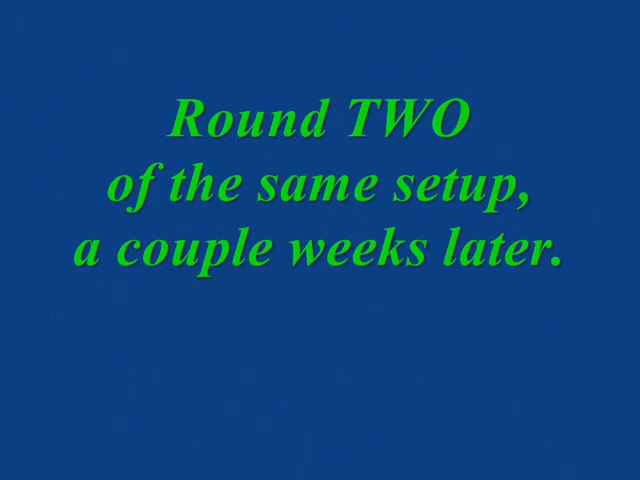 Round TWO
of the same setup,
a couple weeks later.